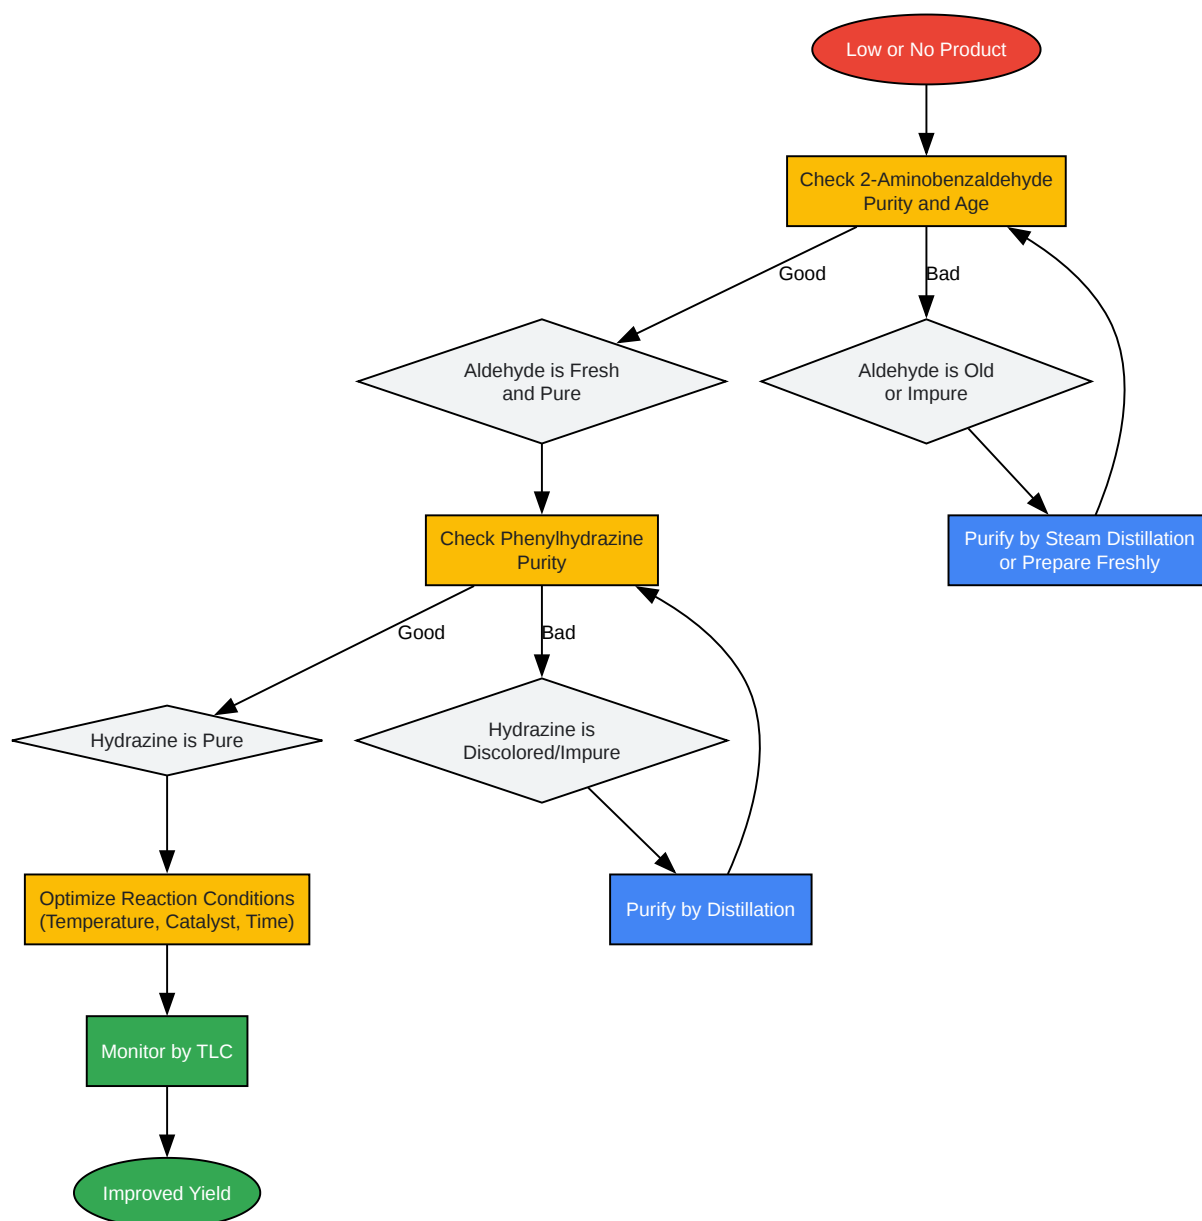 Low or No Product
Check 2-Aminobenzaldehyde
Purity and Age
Good
Bad
Aldehyde is Fresh
and Pure
Aldehyde is Old
or Impure
Check Phenylhydrazine
Purity
Purify by Steam Distillation
or Prepare Freshly
Good
Bad
Hydrazine is Pure
Hydrazine is
Discolored/Impure
Optimize Reaction Conditions
(Temperature, Catalyst, Time)
Purify by Distillation
Monitor by TLC
Improved Yield